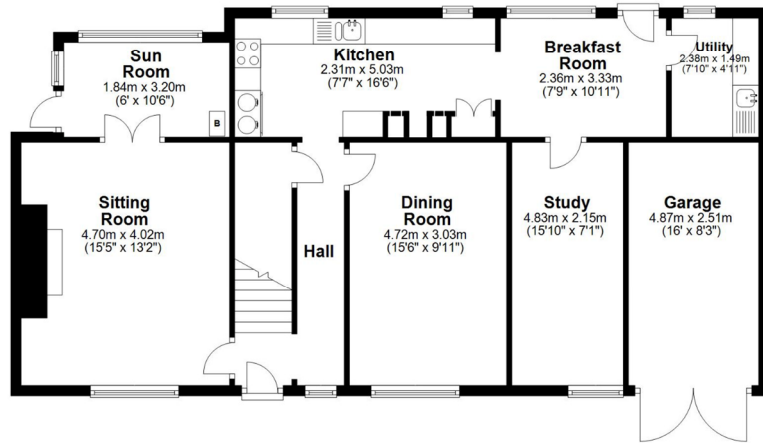 Sun
Room
1.84m x 3.20m
(6' x 10'6")
B
Kitchen
2.31m x 5.03m
(7'7" x 16'6")
Breakfast
Room
2.36m x 3.33m
(7'9" x 10'11")
Utility
2.38m x 1.49m
(7'10" x 4'11")
Sitting
Room
4.70m x 4.02m
(15'5" x 13'2")
Hall
Dining
Room
4.72m x 3.03m
(15'6" x 9'11")
Study
4.83m x 2.15m
(15'10" x 7'1")
Garage
4.87m x 2.51m
(16' x 8'3")